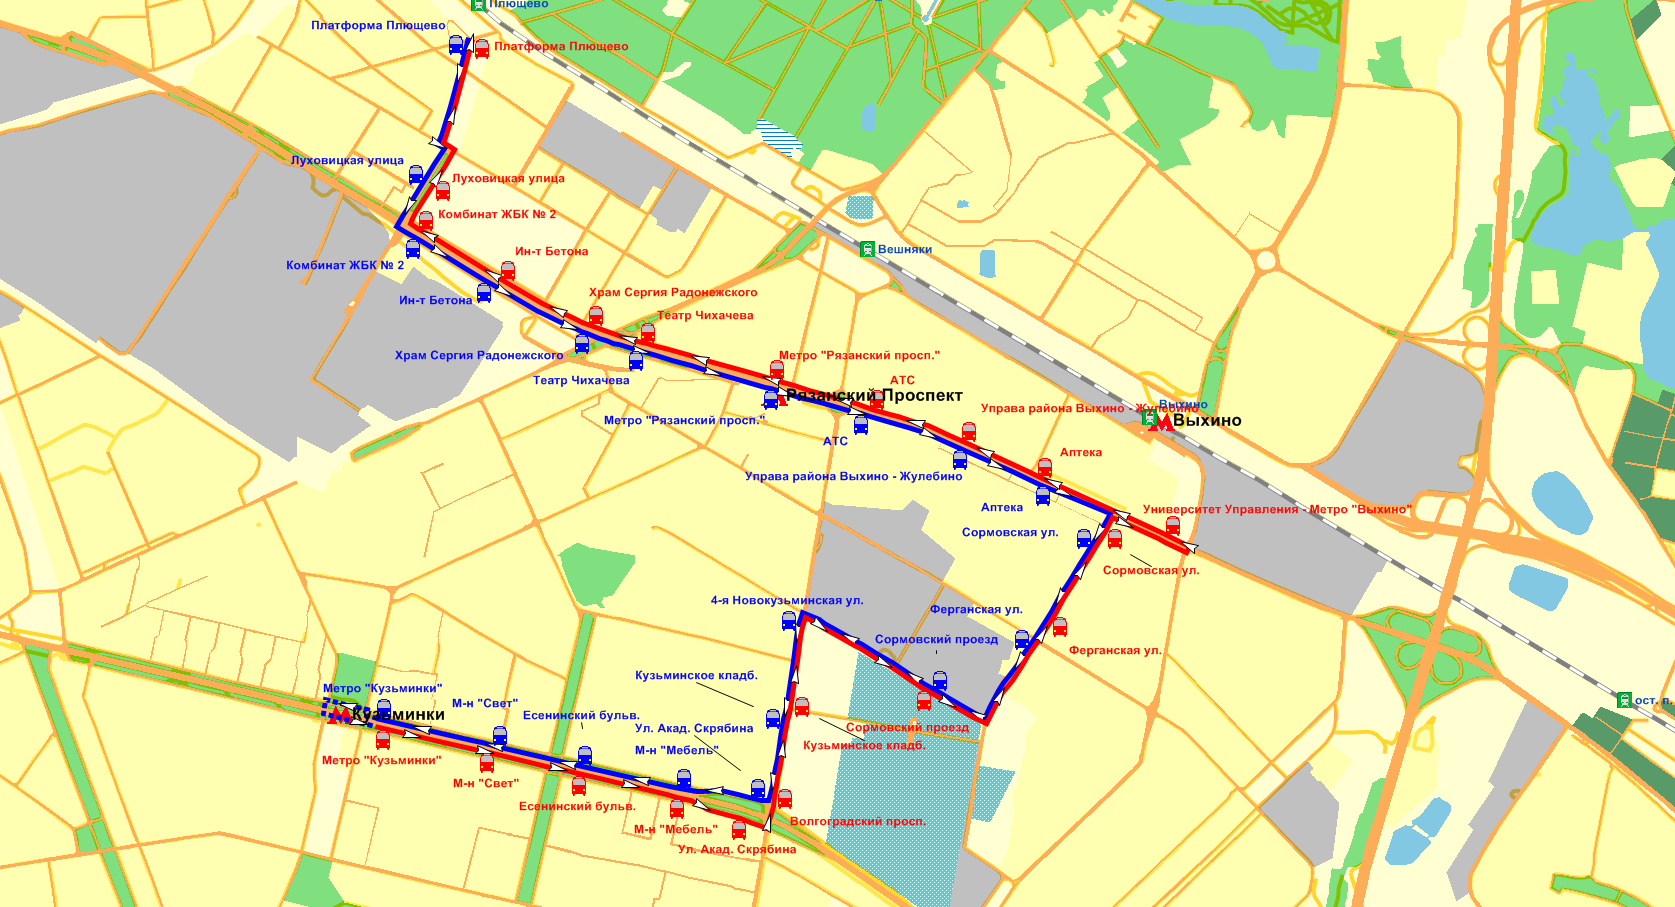 Плющево
Платформа Плющево
Платформа Плющево
Луховицкая улица
Луховицкая улица
Комбинат ЖБК № 2
Вешняки
Ин-т Бетона
Комбинат ЖБК № 2
Храм Сергия Радонежского
Ин-т Бетона
Театр Чихачева
Храм Сергия Радонежского
Метро "Рязанский просп."
Театр Чихачева
АТС
Рязанский Проспект
Выхино
Управа района Выхино - Жулебино
Метро "Рязанский просп."
Выхино
АТС
Аптека
Управа района Выхино - Жулебино
Аптека
Университет Управления - Метро "Выхино"
Сормовская ул.
Сормовская ул.
4-я Новокузьминская ул.
Ферганская ул.
Сормовский проезд
Ферганская ул.
Кузьминское кладб.
Метро "Кузьминки"
М-н "Свет"
ост. п.
Кузьминки
Есенинский бульв.
Ул. Акад. Скрябина
Сормовский проезд
Кузьминское кладб.
М-н "Мебель"
Метро "Кузьминки"
М-н "Свет"
Есенинский бульв.
Волгоградский просп.
М-н "Мебель"
Ул. Акад. Скрябина